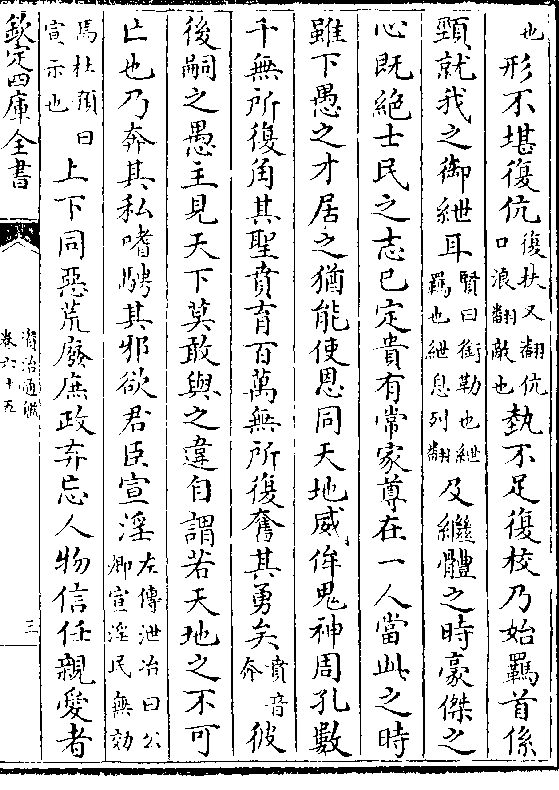 也形不堪復伉復扶又翻伉口浪翻敵也埶不足復校乃始羈首係
頸就我之御紲耳賢曰銜勒也紲羈也紲息列翻及繼體之時豪傑之
心既絶士民之志已定貴有常家尊在一人當此之時
雖下愚之才居之猶能使恩同天地威侔鬼神周孔數
千無所復角其聖賁育百萬無所復奮其勇矣賁音奔彼
後嗣之愚主見天下莫敢與之違自謂若天地之不可
亡也乃奔其私嗜騁其邪欲君臣宣淫左傳泄冶曰公卿宣淫民無効
馬杜預曰宣示也上下同惡荒廢庶政弃忘人物信任親愛者
欽定四庫全書
資治通鑑
卷六十五
三